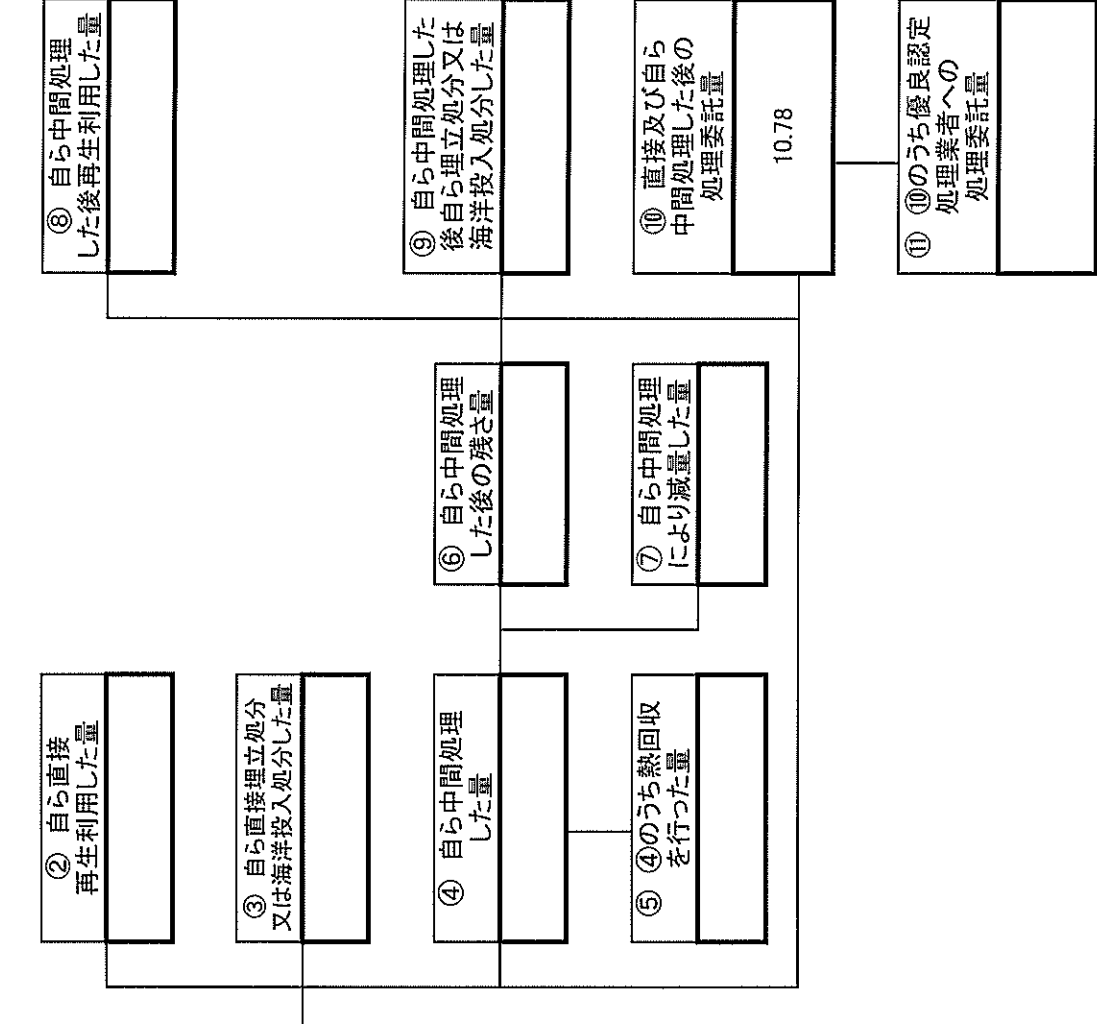 ② 自ら直接
再生利用した量
③ 自ら直接埋立処分
又は海洋投入処分した量
④ 自ら中間処理
した量
⑤ ④のうち熱回収
を行った量
⑥ 自ら中間処理
した後の残さ量
⑦ 自ら中間処理
により減量した量
⑧ 自ら中間処理
した後再生利用した量
⑨ 自ら中間処理した
後自ら埋立処分又は
海洋投入処分した量
⑩ 直接及び自ら
中間処理した後の
処理委託量
10.78
⑪ ⑩のうち優良認定
処理業者への
処理委託量